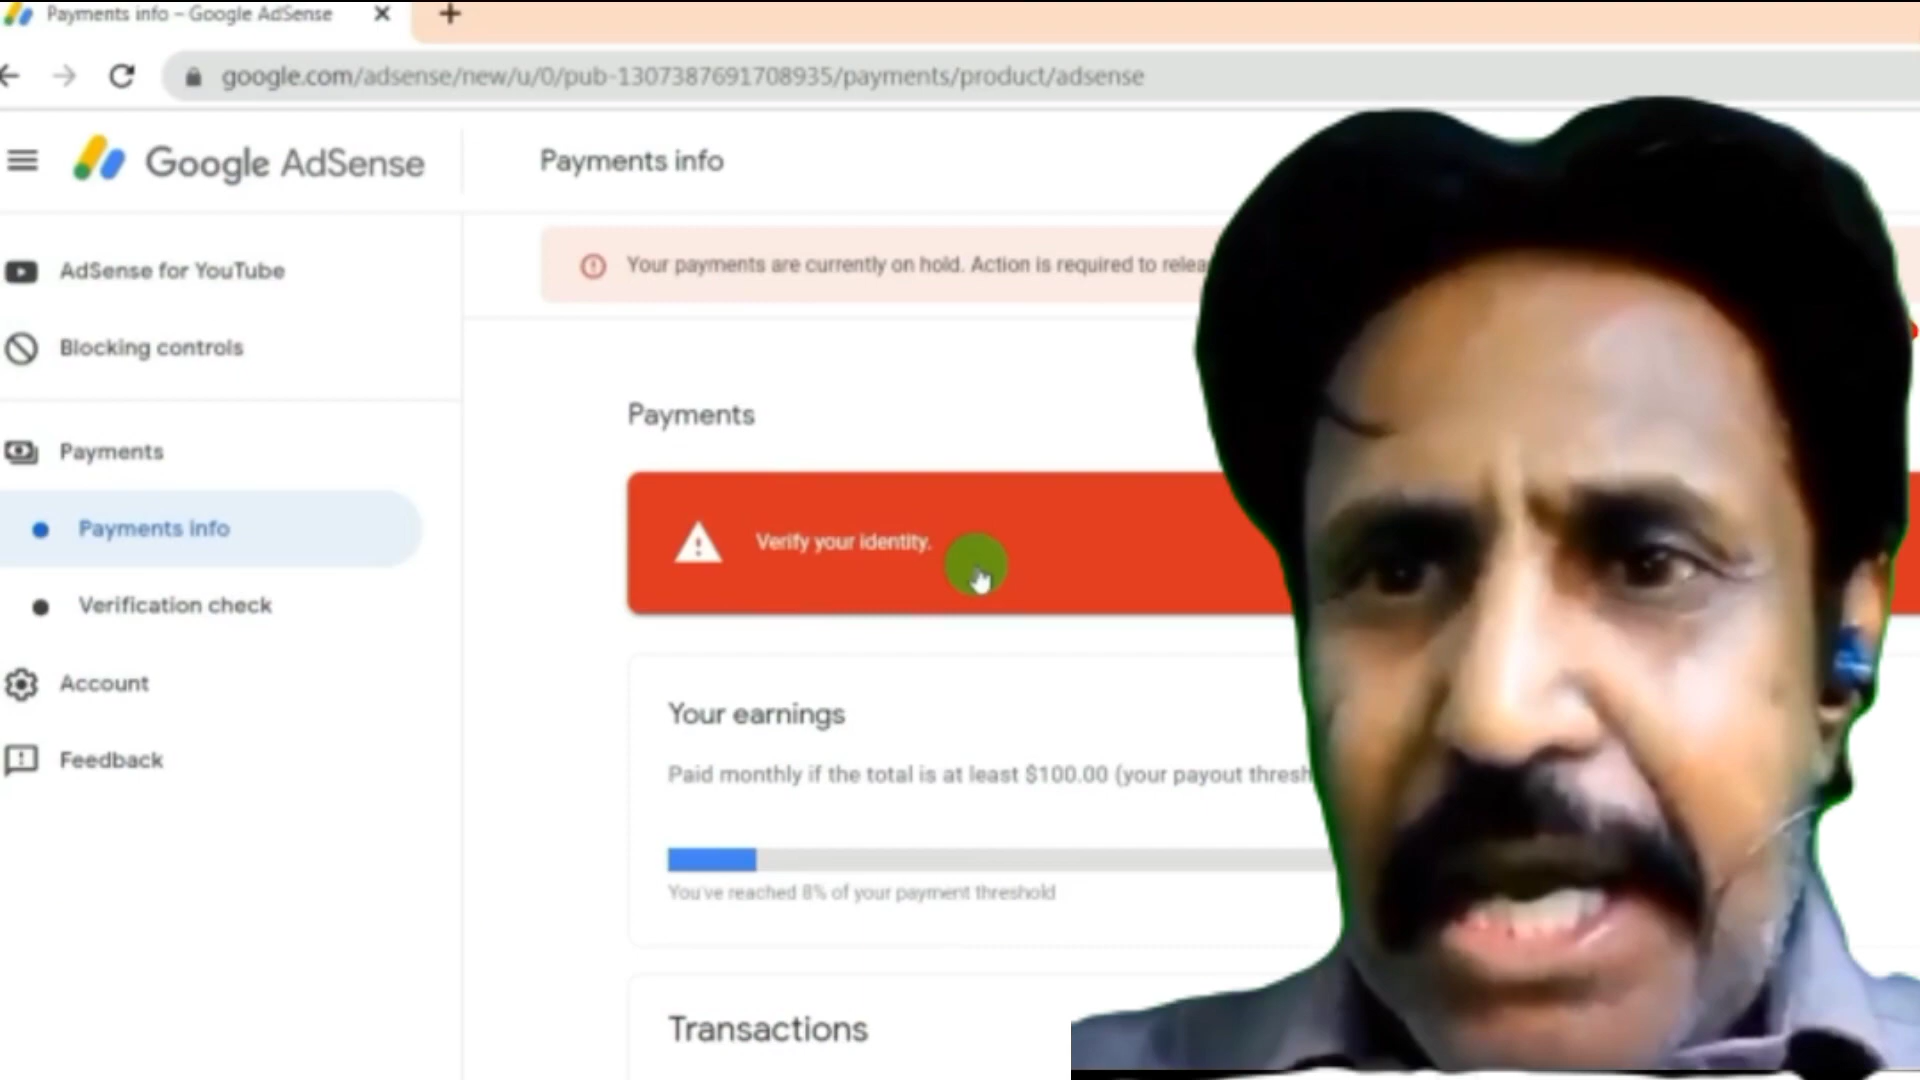 Payments info – Google AdSense
google.com/adsense/new/u/0/pub-1307387691708935/payments/product/adsense
Google AdSense
Payments info
AdSense for YouTube
Blocking controls
Payments
Payments info
Verification check
Account
Feedback
Your payments are currently on hold. Action is required to relea
Payments
Verify your identity.
Your earnings
Paid monthly if the total is at least $100.00 (your payout thresh
You've reached 8% of your payment threshold
Transactions